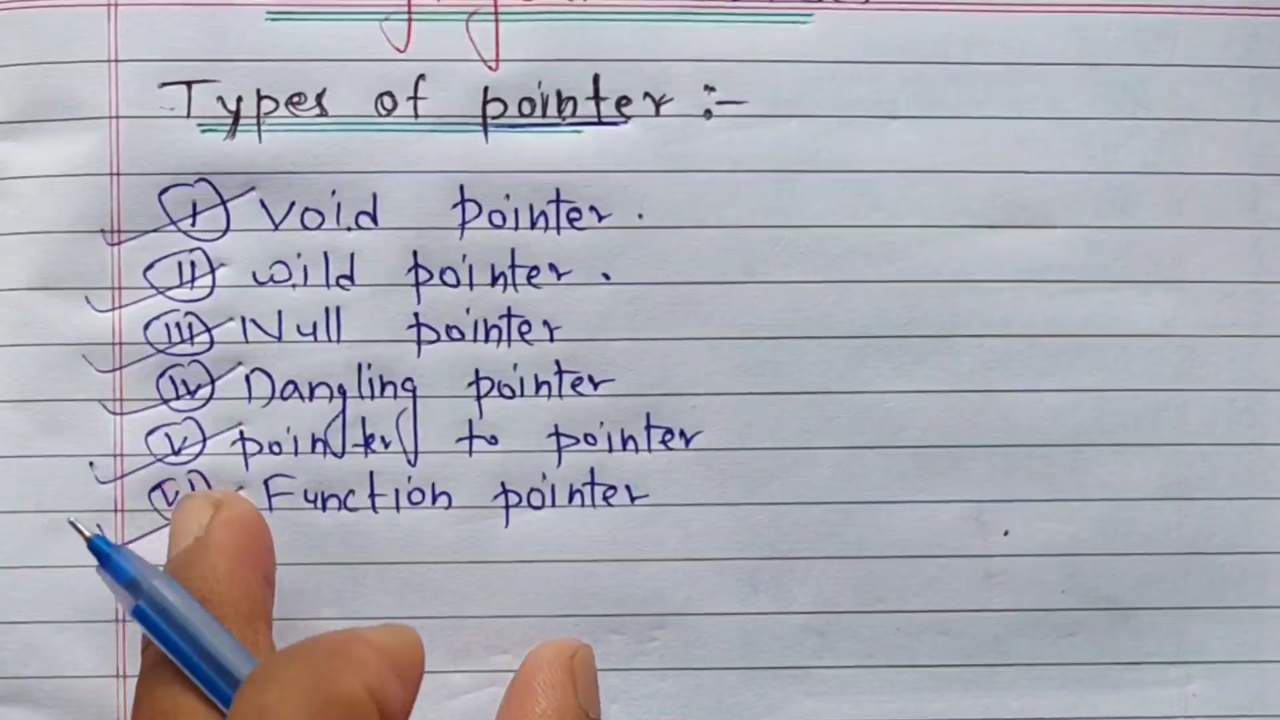 Types of pointer :-
I Void pointer.
II wild pointer.
III Null pointer
IV Dangling pointer
V pointer to pointer
VI Function pointer